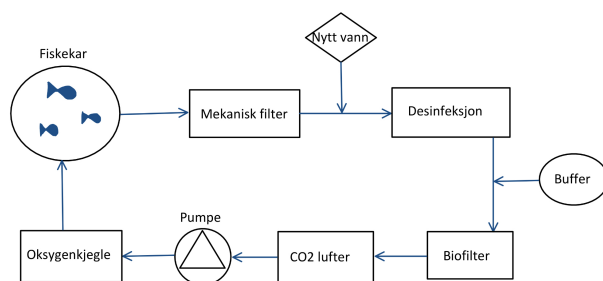 Nytt vann
Fiskekar
Mekanisk filter
Desinfeksjon
Buffer
Pumpe
Oksygenkjegle
CO2 lufter
Biofilter